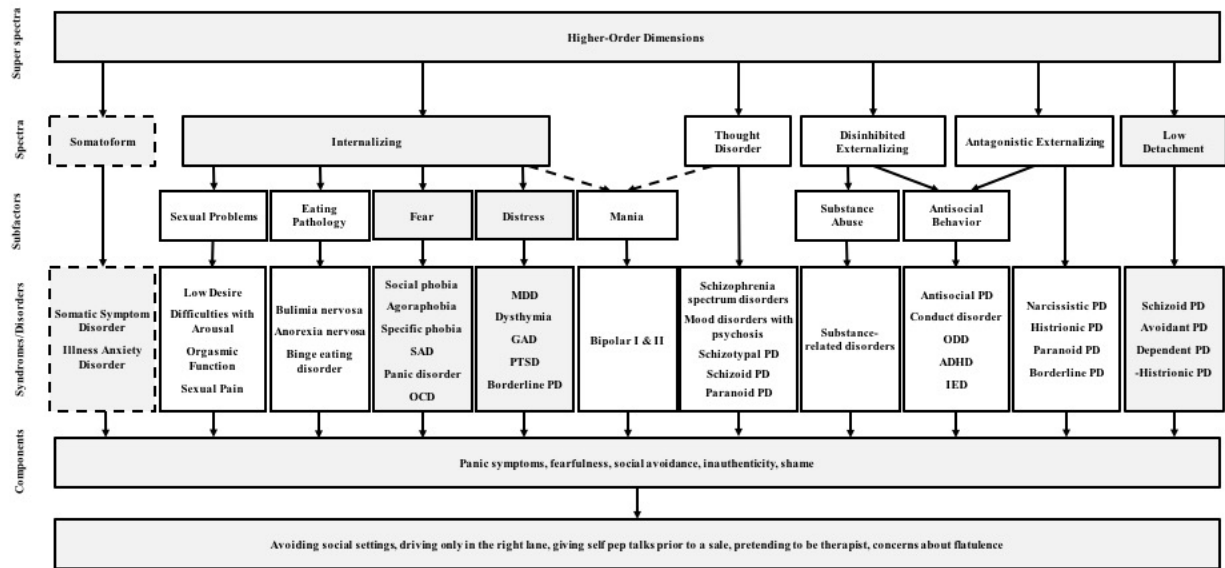 Super spectra
Higher-Order Dimensions
Spectra
Somatoform
Internalizing
Thought
Disorder
Disinhibited
Externalizing
Antagonistic Externalizing
Low
Detachment
Subfactors
Sexual Problems
Eating
Pathology
Fear
Distress
Mania
Substance
Abuse
Antisocial
Behavior
Syndromes/Disorders
Somatic Symptom
Disorder
Illness Anxiety
Disorder
Low Desire
Difficulties with
Arousal
Orgasmic
Function
Sexual Pain
Bulimia nervosa
Anorexia nervosa
Binge eating
disorder
Social phobia
Agoraphobia
Specific phobia
SAD
Panic disorder
OCD
MDD
Dysthymia
GAD
PTSD
Borderline PD
Bipolar I & II
Schizophrenia
spectrum disorders
Mood disorders with
psychosis
Schizotypal PD
Schizoid PD
Paranoid PD
Substance-
related disorders
Antisocial PD
Conduct disorder
ODD
ADHD
IED
Narcissistic PD
Histrionic PD
Paranoid PD
Borderline PD
Schizoid PD
Avoidant PD
Dependent PD
-Histrionic PD
Components
Panic symptoms, fearfulness, social avoidance, inauthenticity, shame
Avoiding social settings, driving only in the right lane, giving self pep talks prior to a sale, pretending to be therapist, concerns about flatulence